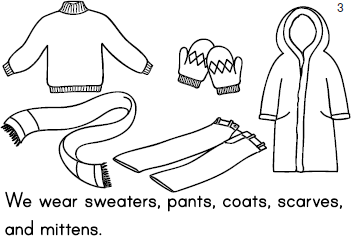 3
We wear sweaters, pants, coats, scarves,
and mittens.